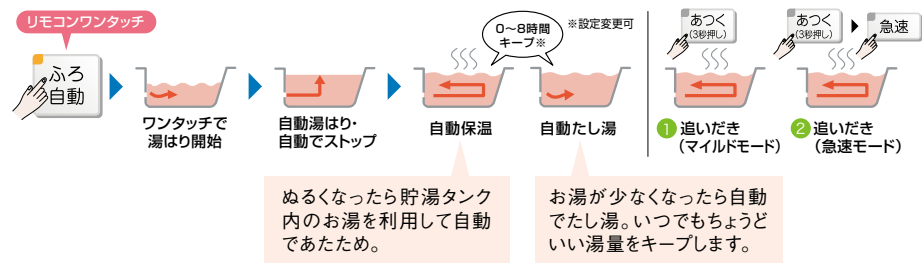 リモコンワンタッチ
ふろ
自動
ワンタッチで
湯はり開始
自動湯はり・
自動でストップ
0～8時間
キープ※
※設定変更可
自動保温
自動たし湯
ぬるくなったら貯湯タンク
内のお湯を利用して自動
であたため。
お湯が少なくなったら自動
でたし湯。いつでもちょうど
いい湯量をキープします。
あつく
(3秒押し)
1 追いだき
(マイルドモード)
あつく
(3秒押し)
急速
2 追いだき
(急速モード)